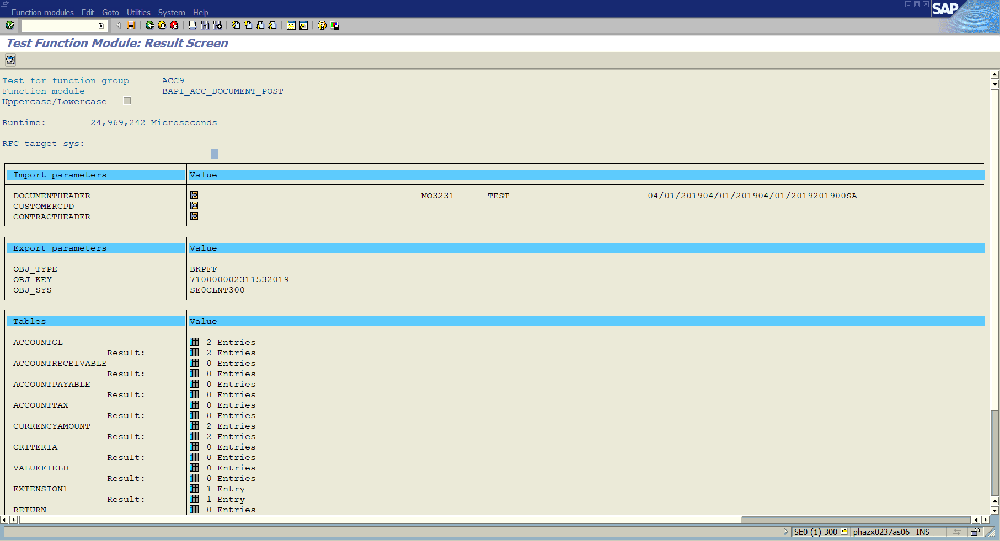 Function modules Edit Goto Utilities System Help
SAP
Test Function Module: Result Screen
Test for function group ACC9
Function module BAPI_ACC_DOCUMENT_POST
Uppercase/Lowercase
Runtime: 24,969,242 Microseconds
RFC target sys:
Import parameters Value
DOCUMENTHEADER MO3231 TEST 04/01/201904/01/201904/01/2019201900SA
CUSTOMERCPD
CONTRACTHEADER
Export parameters Value
OBJ_TYPE BKPFF
OBJ_KEY 710000002311532019
OBJ_SYS SE0CLNT300
Tables Value
ACCOUNTGL 2 Entries
Result: 2 Entries
ACCOUNTRECEIVABLE 0 Entries
Result: 0 Entries
ACCOUNTPAYABLE 0 Entries
Result: 0 Entries
ACCOUNTTAX 0 Entries
Result: 0 Entries
CURRENCYAMOUNT 2 Entries
Result: 2 Entries
CRITERIA 0 Entries
Result: 0 Entries
VALUEFIELD 0 Entries
Result: 0 Entries
EXTENSION1 1 Entry
Result: 1 Entry
RETURN 0 Entries
SE0 (1) 300 phazx0237as06 INS